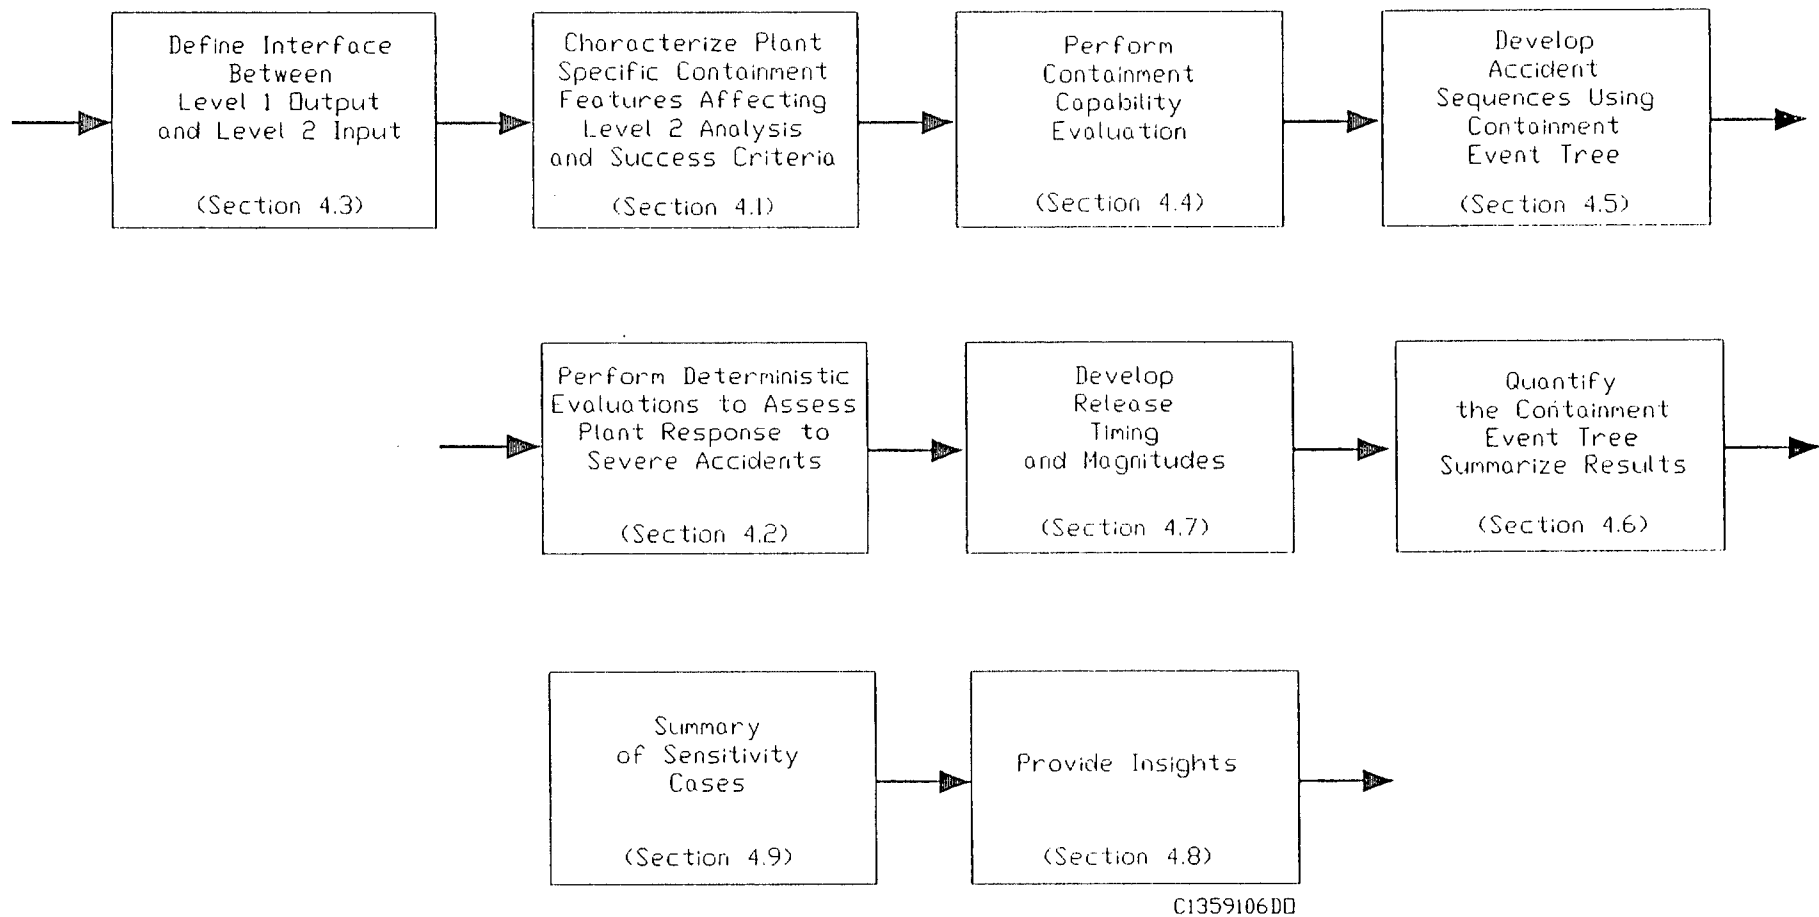 Define Interface
Between
Level 1 Output
and Level 2 Input
(Section 4.3)
Characterize Plant
Specific Containment
Features Affecting
Level 2 Analysis
and Success Criteria
(Section 4.1)
Perform
Containment
Capability
Evaluation
(Section 4.4)
Develop
Accident
Sequences Using
Containment
Event Tree
(Section 4.5)
Perform Deterministic
Evaluations to Assess
Plant Response to
Severe Accidents
(Section 4.2)
Develop
Release
Timing
and Magnitudes
(Section 4.7)
Quantify
the Containment
Event Tree
Summarize Results
(Section 4.6)
Summary
of Sensitivity
Cases
(Section 4.9)
Provide Insights
(Section 4.8)
C1359106DO